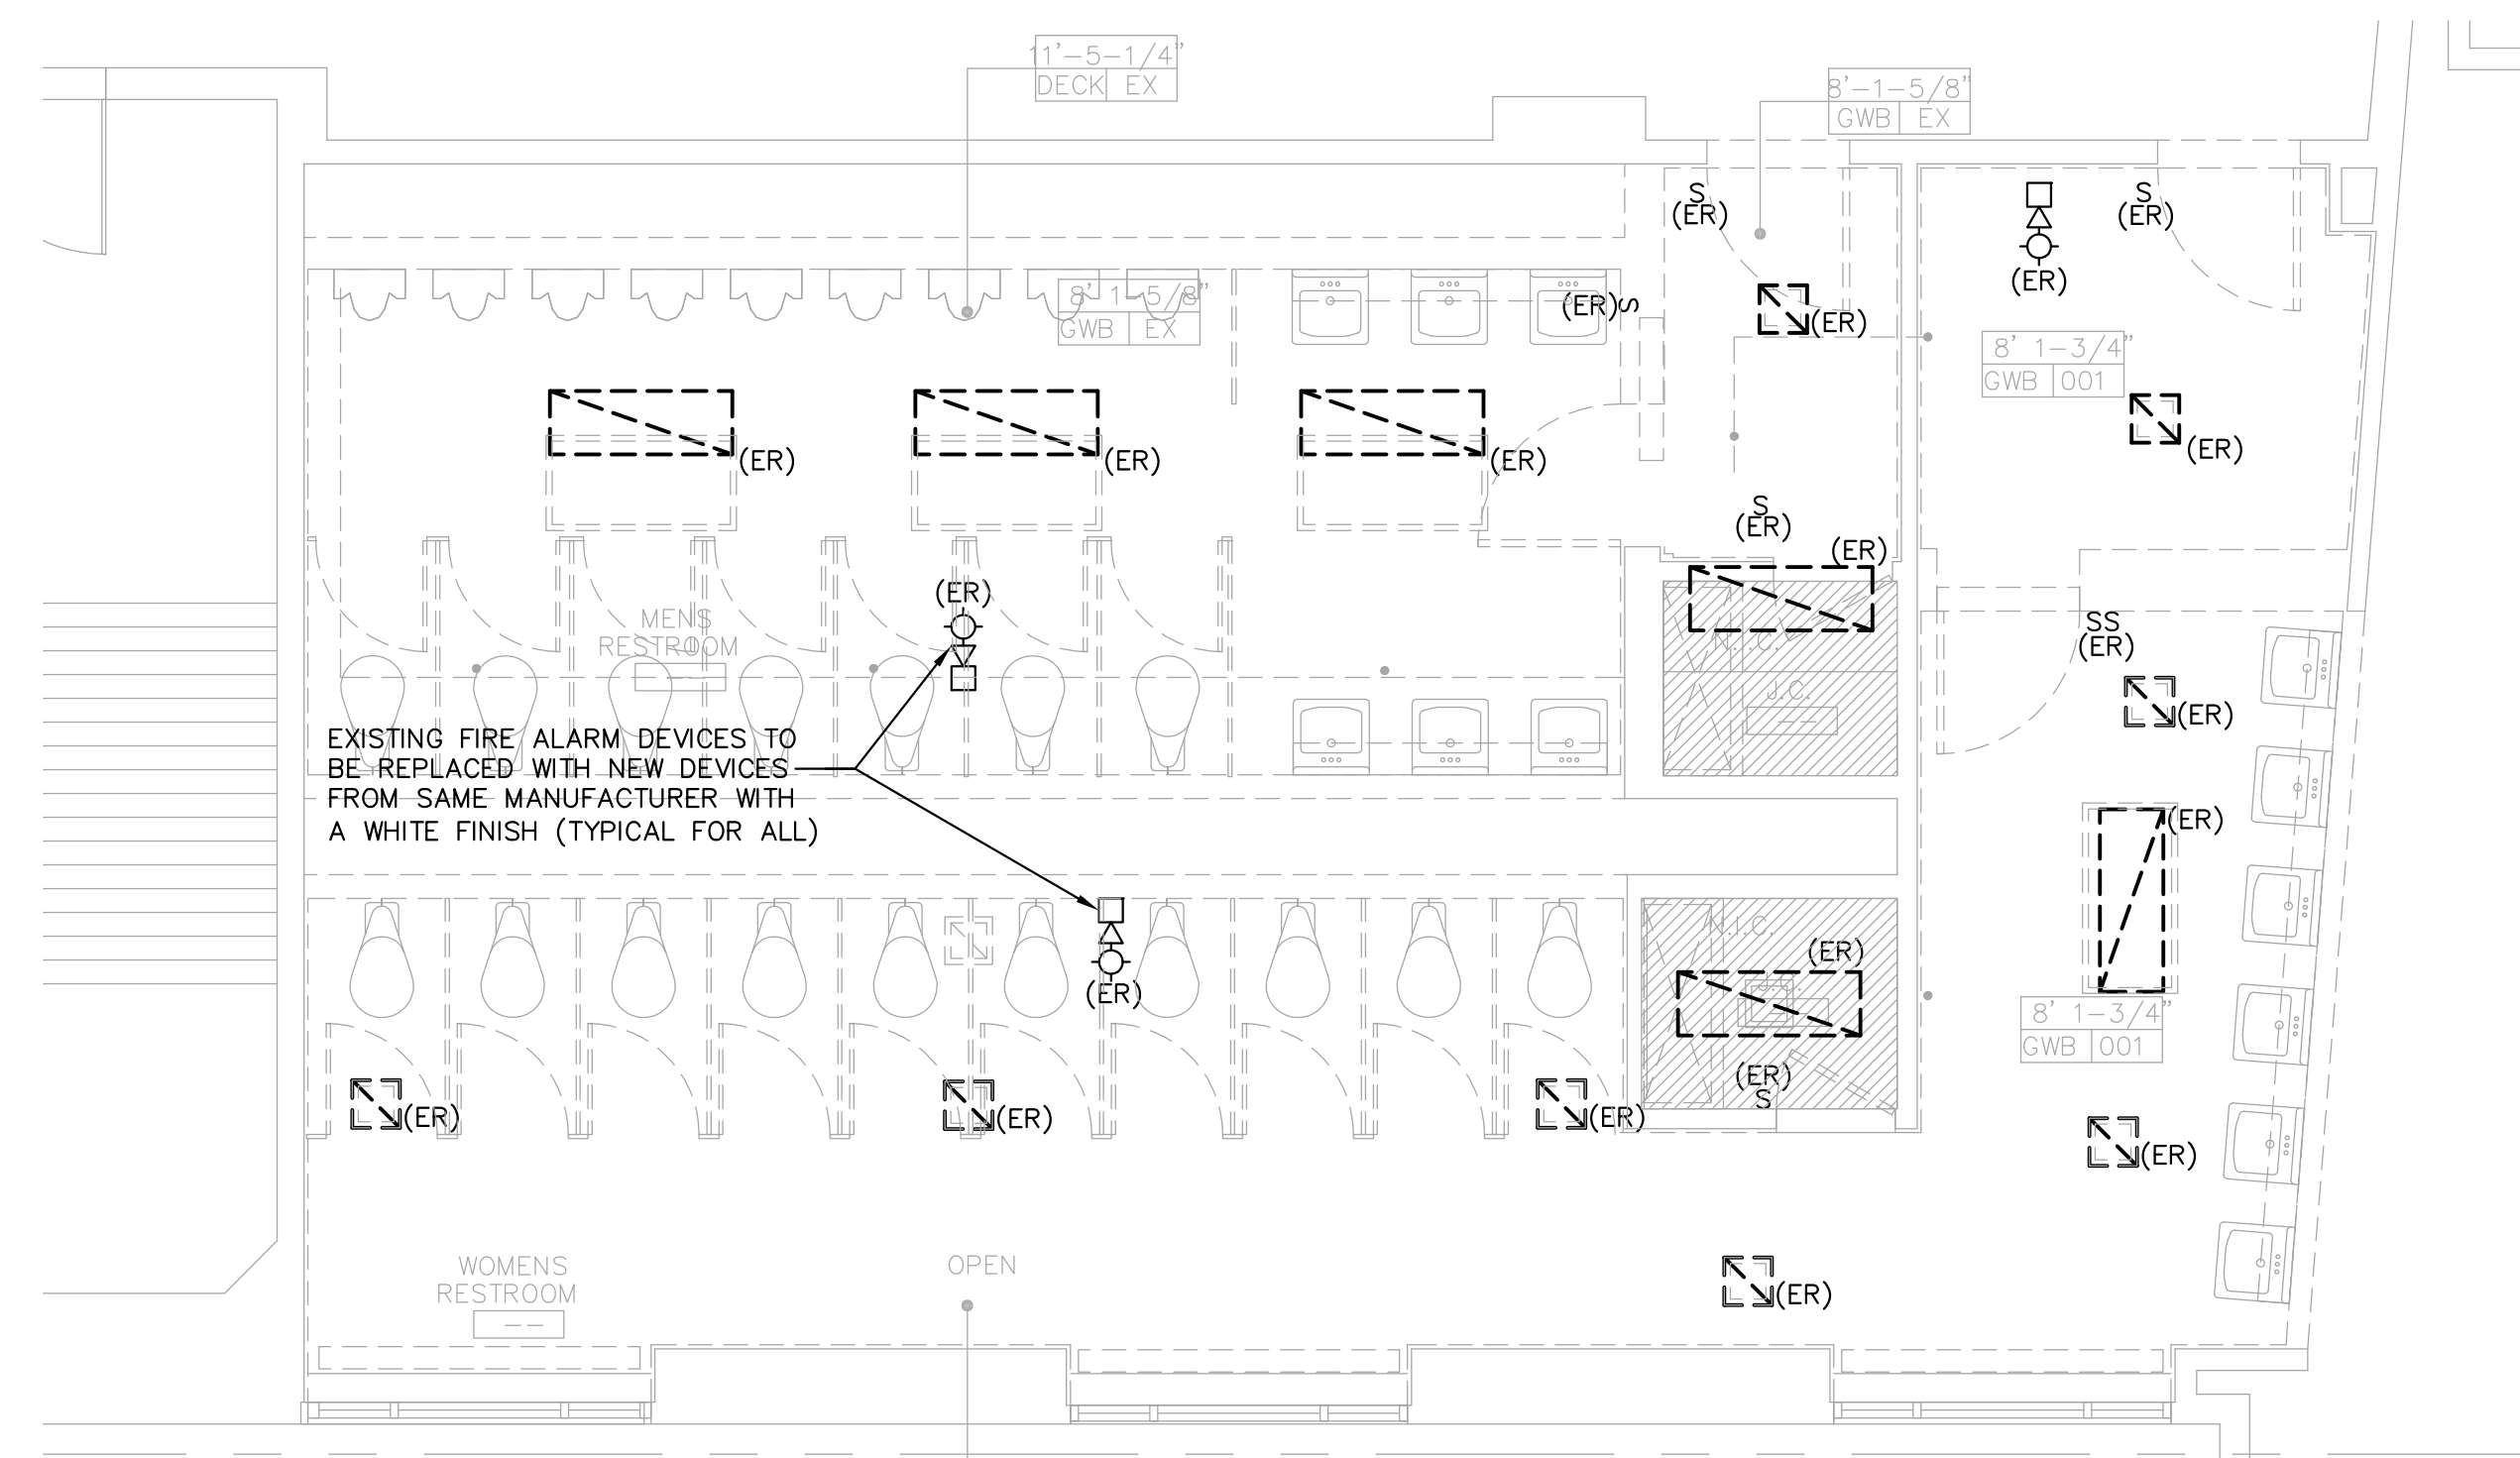 11'-5-1/4"
DECK EX
8'-1-5/8"
GWB EX
S
(ER)
S
(ER)
(ER)
8' 1-5/8"
GWB EX
(ER) S
(ER)
8' 1-3/4"
GWB 001
(ER)
(ER)
(ER)
(ER)
(ER)
S
(ER)
(ER)
(ER)
MENS
RESTROOM
-- 
N.I.C.
SS
(ER)
J.C.
--
(ER)
EXISTING FIRE ALARM DEVICES TO
BE REPLACED WITH NEW DEVICES
FROM SAME MANUFACTURER WITH
A WHITE FINISH (TYPICAL FOR ALL)
(ER)
N.I.C.
(ER)
(ER)
8' 1-3/4"
GWB 001
(ER)
S
(ER)
(ER)
(ER)
(ER)
WOMENS
RESTROOM
--
OPEN
(ER)